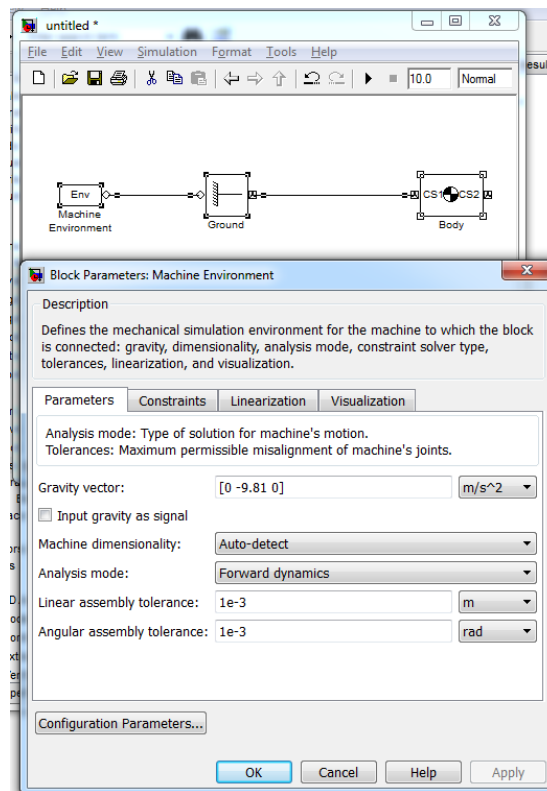 untitled *
File Edit View Simulation Format Tools Help
10.0 Normal
esul
Env
CS1 CS2
Machine
Environment
Ground
Body
Block Parameters: Machine Environment
Description
Defines the mechanical simulation environment for the machine to which the block
is connected: gravity, dimensionality, analysis mode, constraint solver type,
tolerances, linearization, and visualization.
Parameters Constraints Linearization Visualization
Analysis mode: Type of solution for machine's motion.
Tolerances: Maximum permissible misalignment of machine's joints.
Gravity vector: [0 -9.81 0] m/s^2
Input gravity as signal
Machine dimensionality: Auto-detect
Analysis mode: Forward dynamics
Linear assembly tolerance: 1e-3 m
Angular assembly tolerance: 1e-3 rad
Configuration Parameters...
OK Cancel Help Apply